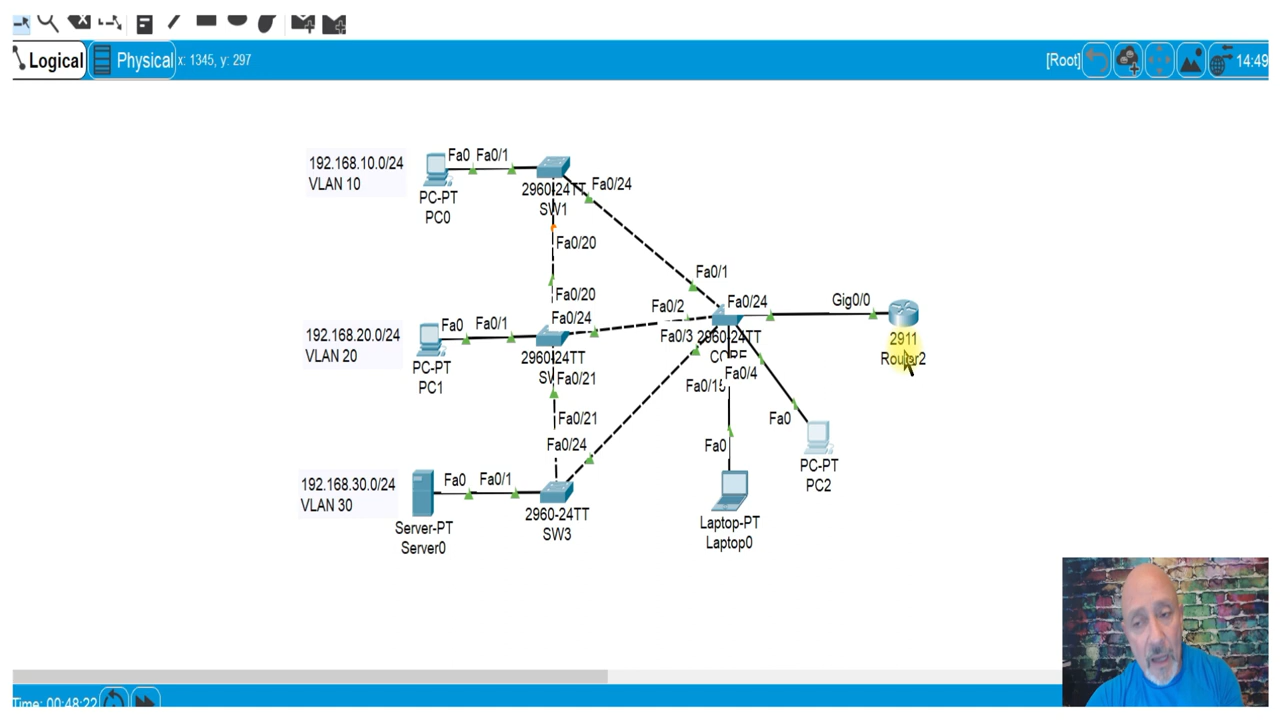 Logical
Physical
x: 1345, y: 297
[Root]
14:49
192.168.10.0/24
VLAN 10
Fa0
Fa0/1
PC-PT
PC0
2960-24TT
SW1
Fa0/24
Fa0/20
Fa0/20
Fa0/1
192.168.20.0/24
VLAN 20
Fa0
Fa0/1
PC-PT
PC1
Fa0/24
2960-24TT
Fa0/21
Fa0/2
Fa0/3
Fa0/24
2960-24TT
CORE
Gig0/0
2911
Router2
Fa0/4
Fa0/15
Fa0/21
Fa0/24
Fa0
PC-PT
PC2
Fa0
Laptop-PT
Laptop0
192.168.30.0/24
VLAN 30
Fa0
Fa0/1
Server-PT
Server0
2960-24TT
SW3
Time: 00:48:22